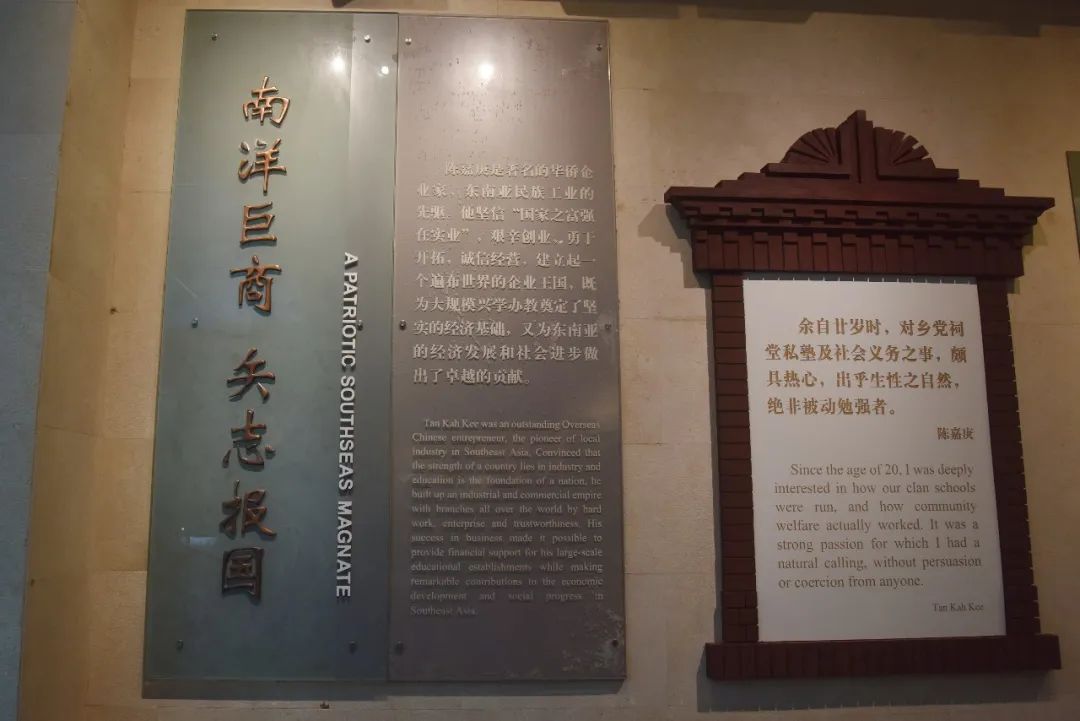 南洋巨商 矢志报国
A PATRIOTIC SOUTHSEAS MAGNATE
陈嘉庚是著名的华侨企
业家、东南亚民族工业的
先驱。他坚信“国家之富强
在实业”，艰辛创业、勇于
开拓，诚信经营，建立起一
个遍布世界的企业王国，既
为大规模兴学办教奠定了坚
实的经济基础，又为东南亚
的经济发展和社会进步做
出了卓越的贡献。
Tan Kah Kee was an outstanding Overseas
Chinese entrepreneur, the pioneer of local
industry in Southeast Asia. Convinced that
the strength of a country lies in industry and
education is the foundation of a nation, he
built up an industrial and commercial empire
with branches all over the world by hard
work, enterprise and trustworthiness. His
success in business made it possible to
provide financial support for his large-scale
educational establishments while making
remarkable contributions to the economic
development and social progress in
Southeast Asia.
余自廿岁时，对乡党祠
堂私塾及社会义务之事，颇
具热心，出乎生性之自然，
绝非被动勉强者。
陈嘉庚
Since the age of 20, I was deeply
interested in how our clan schools
were run, and how community
welfare actually worked. It was a
strong passion for which I had a
natural calling, without persuasion
or coercion from anyone.
Tan Kah Kee